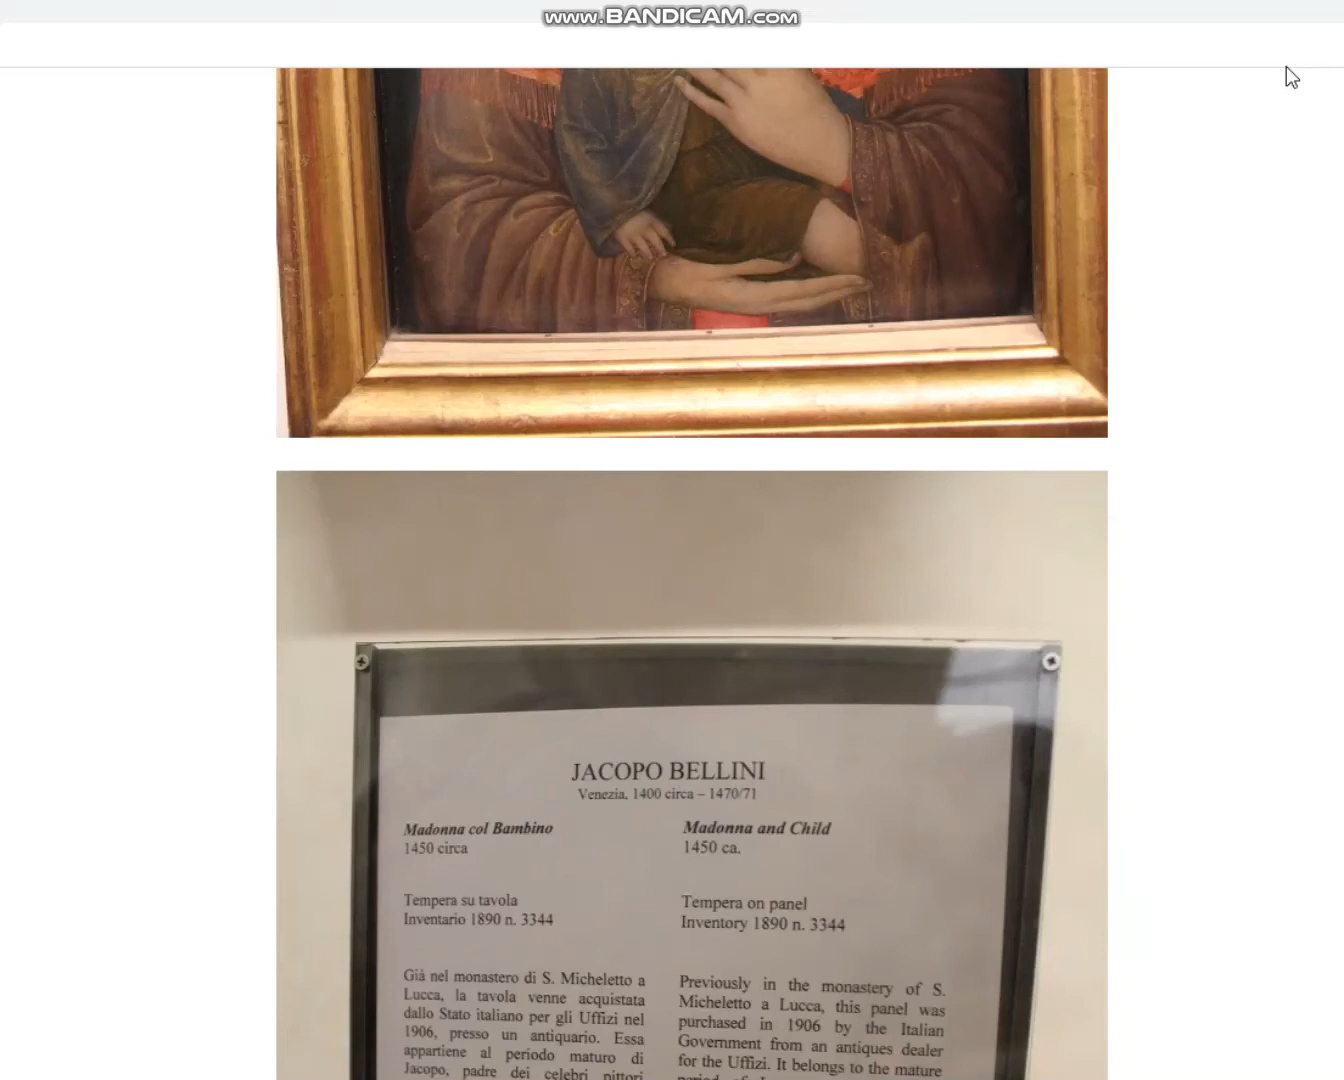 www.BANDICAM.com
JACOPO BELLINI
Venezia, 1400 circa – 1470/71
Madonna col Bambino
1450 circa
Tempera su tavola
Inventario 1890 n. 3344
Già nel monastero di S. Micheletto a
Lucca, la tavola venne acquistata
dallo Stato italiano per gli Uffizi nel
1906, presso un antiquario. Essa
appartiene al periodo maturo di
Jacopo, padre dei celebri pittori
Madonna and Child
1450 ca.
Tempera on panel
Inventory 1890 n. 3344
Previously in the monastery of S.
Micheletto a Lucca, this panel was
purchased in 1906 by the Italian
Government from an antiques dealer
for the Uffizi. It belongs to the mature